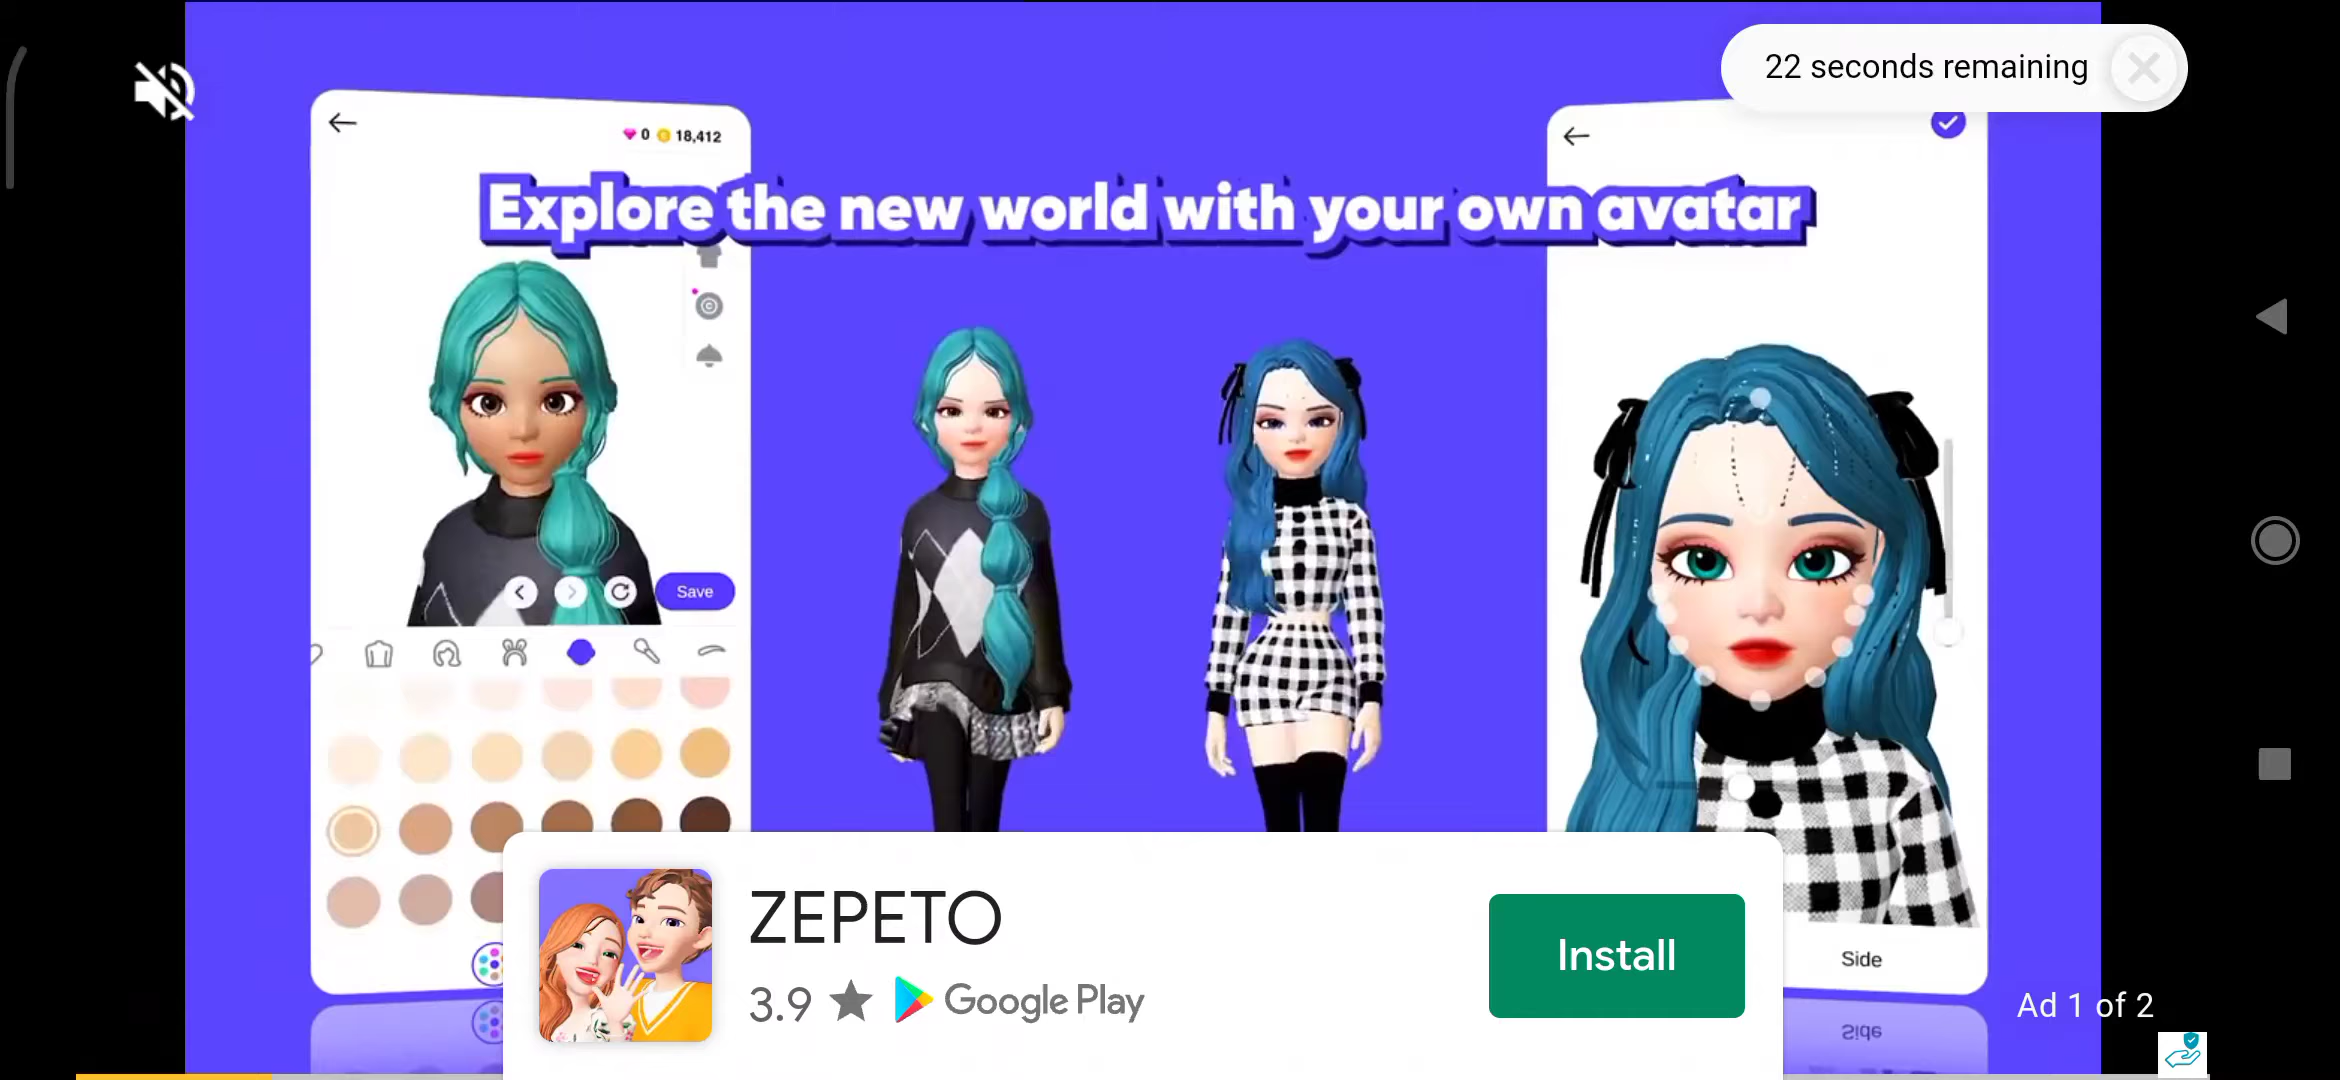 22 seconds remaining
0 18,412
Explore the new world with your own avatar
Save
ZEPETO
3.9 ★ Google Play
Install
Side
Side
Ad 1 of 2